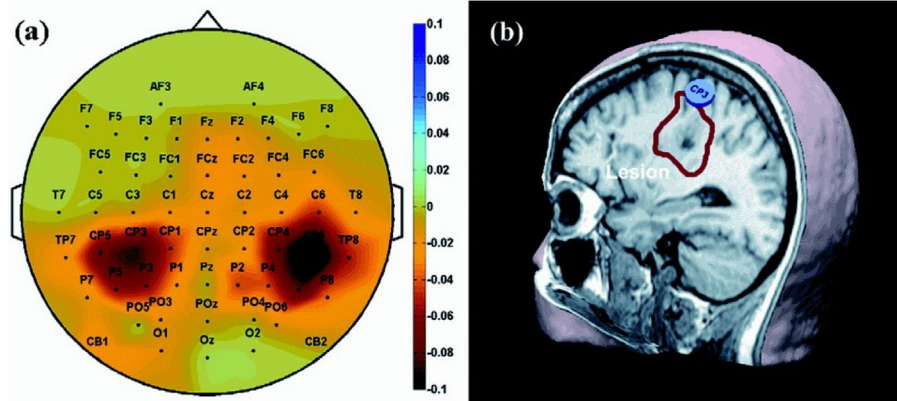 (a)
AF3 AF4
F7 F5 F3 F1 Fz F2 F4 F6 F8
FC5 FC3 FC1 FCz FC2 FC4 FC6
T7 C5 C3 C1 Cz C2 C4 C6 T8
TP7 CP5 CP3 CP1 CPz CP2 CP4 TP8
P7 P5 P3 P1 Pz P2 P4 P8
PO5 PO3 POz PO4 PO6
CB1 O1 Oz O2 CB2
0.1
0.08
0.06
0.04
0.02
0
-0.02
-0.04
-0.06
-0.08
-0.1
(b)
CP3
Lesion